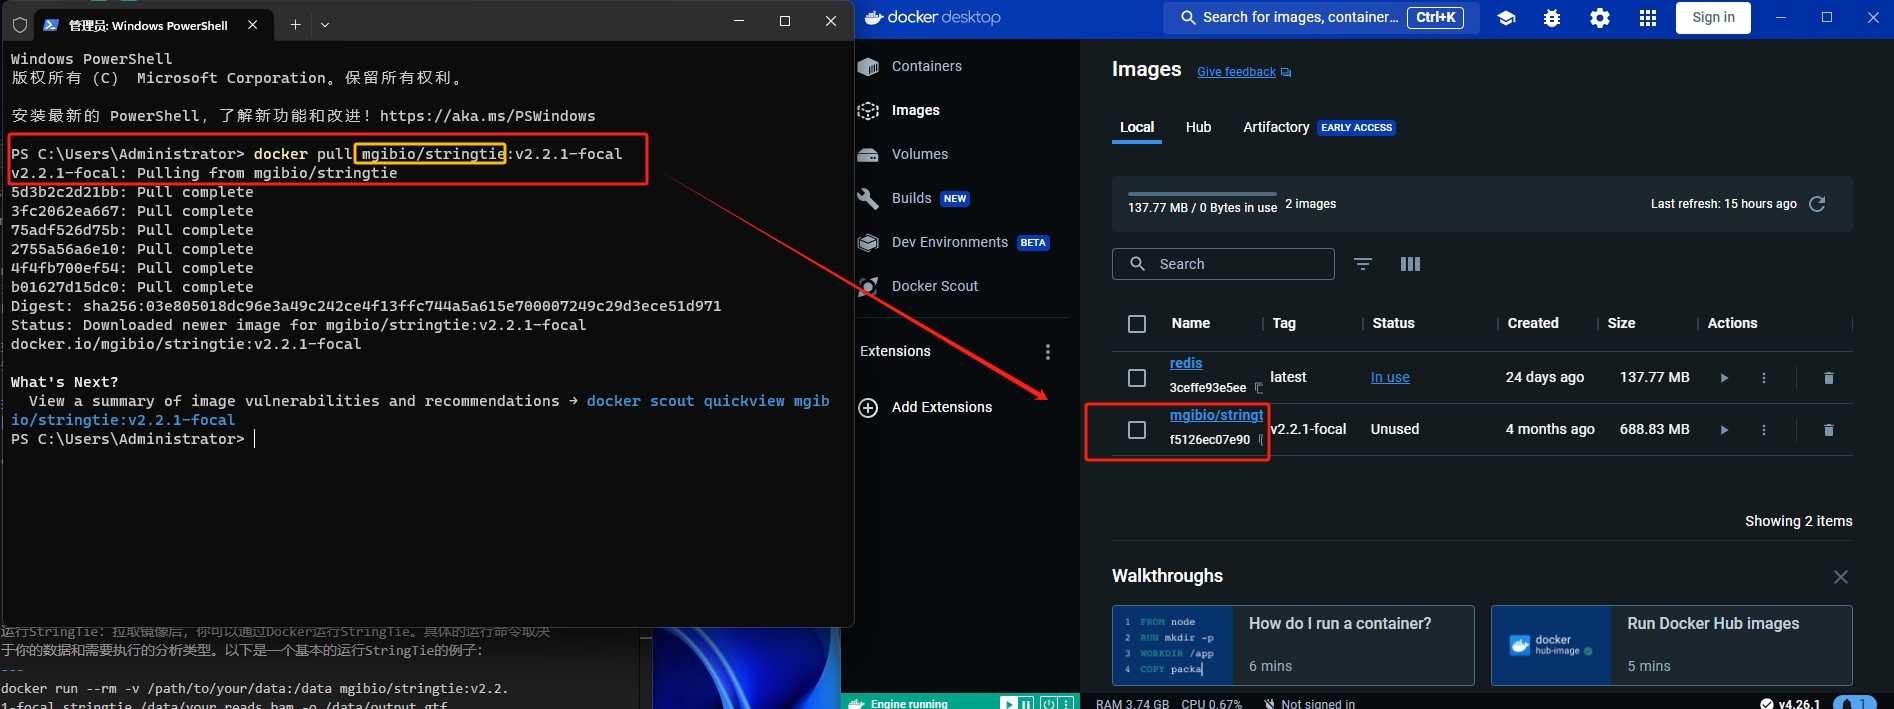 管理员: Windows PowerShell
Windows PowerShell
版权所有 (C) Microsoft Corporation。保留所有权利。
安装最新的 PowerShell，了解新功能和改进！https://aka.ms/PSWindows
PS C:\Users\Administrator> docker pull mgibio/stringtie:v2.2.1-focal
v2.2.1-focal: Pulling from mgibio/stringtie
5d3b2c2d21bb: Pull complete
3fc2062ea667: Pull complete
75adf526d75b: Pull complete
2755a56a6e10: Pull complete
4f4fb700ef54: Pull complete
b01627d15dc0: Pull complete
Digest: sha256:03e805018dc96e3a49c242ce4f13ffc744a5a615e700007249c29d3ece51d971
Status: Downloaded newer image for mgibio/stringtie:v2.2.1-focal
docker.io/mgibio/stringtie:v2.2.1-focal
What's Next?
View a summary of image vulnerabilities and recommendations → docker scout quickview mgib
io/stringtie:v2.2.1-focal
PS C:\Users\Administrator>
运行StringTie: 拉取镜像后，你可以通过Docker运行StringTie。具体的运行命令取决
于你的数据和需要执行的分析类型。以下是一个基本的运行StringTie的例子:
---
docker run --rm -v /path/to/your/data:/data mgibio/stringtie:v2.2.
1-focal stringtie /data/your_reads.bam -o /data/output.gtf
docker desktop
Search for images, container... Ctrl+K
Sign in
Containers
Images
Volumes
Builds NEW
Dev Environments BETA
Docker Scout
Extensions
Add Extensions
Images Give feedback
Local Hub Artifactory EARLY ACCESS
137.77 MB / 0 Bytes in use 2 images Last refresh: 15 hours ago
Search
Name Tag Status Created Size Actions
redis
3ceffe93e5ee latest In use 24 days ago 137.77 MB
mgibio/stringt
f5126ec07e90 v2.2.1-focal Unused 4 months ago 688.83 MB
Showing 2 items
Walkthroughs
1 FROM node
2 RUN mkdir -p
3 WORKDIR /app
4 COPY packa
How do I run a container?
6 mins
docker
hub-image
Run Docker Hub images
5 mins
Engine running
RAM 3.74 GB CPU 0.67% Not signed in
v4.26.1 1